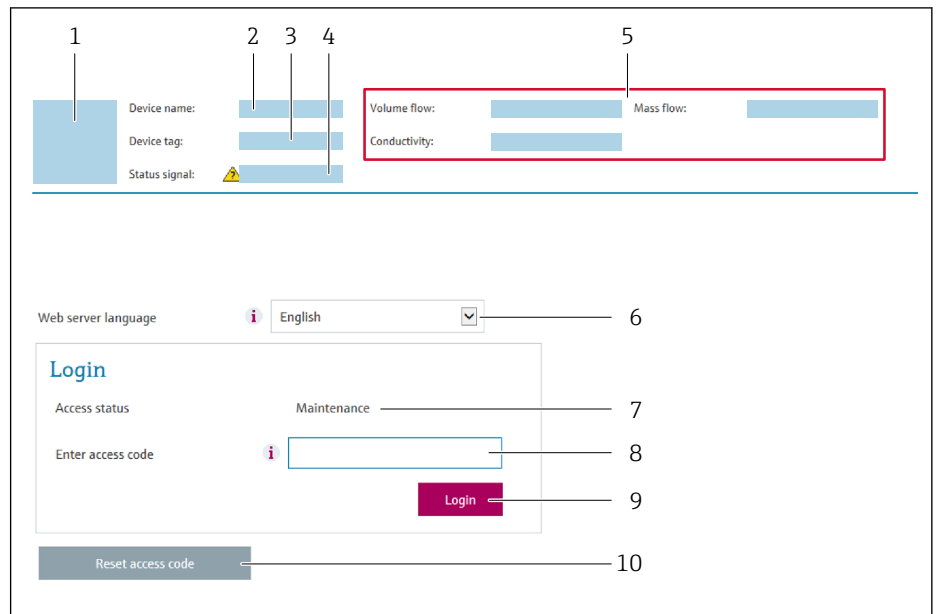 1 2 3 4 5
Device name: Volume flow: Mass flow:
Device tag: Conductivity:
Status signal: ?
Web server language i English 6
Login
Access status Maintenance 7
Enter access code i 8
Login 9
Reset access code 10